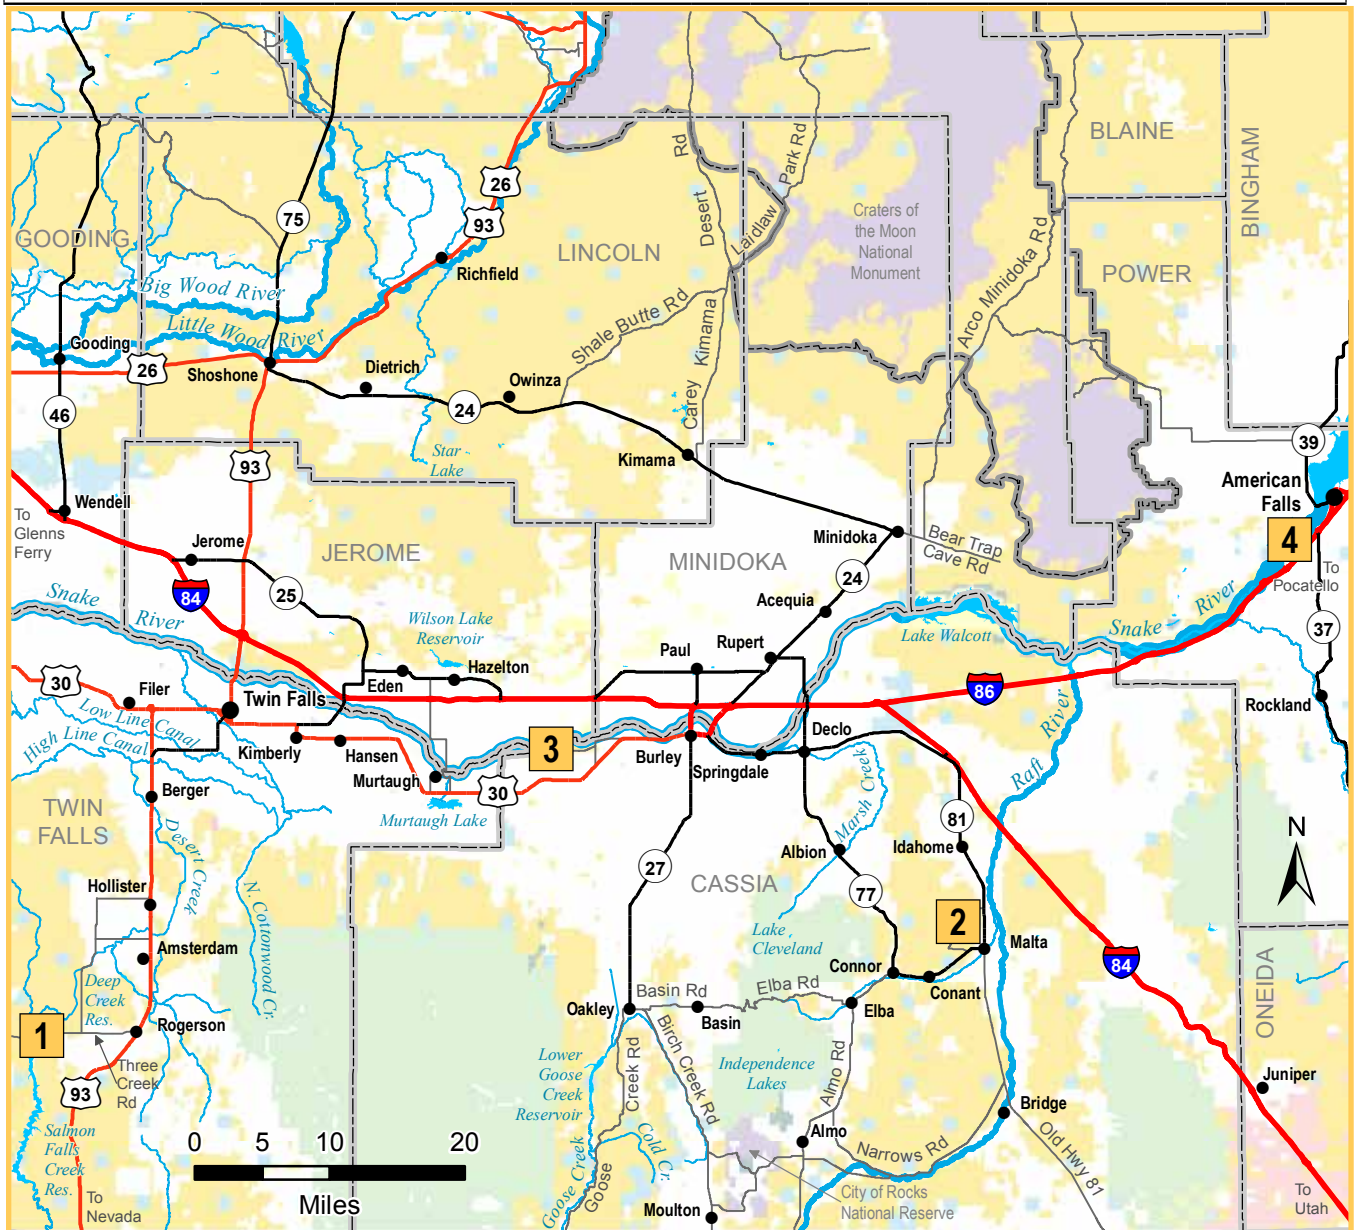 BLAINE
BINGHAM
Rd
Park Rd
26
75
93
Desert
Laidlaw
Craters of
the Moon
National
Monument
GOODING
LINCOLN
Richfield
POWER
Arco Minidoka Rd
Big Wood River
Little Wood River
Shale Butte Rd
Carey Kimama
Gooding
26
Shoshone
Dietrich
Owinza
24
46
39
93
Star
Lake
Kimama
American
Falls
Wendell
To
Glenns
Ferry
Jerome
JEROME
MINIDOKA
Minidoka
Bear Trap
Cave Rd
4
84
25
24
To
Pocatello
Snake
River
Wilson Lake
Reservoir
Acequia
Lake Walcott
Snake
River
37
Rupert
Paul
Hazelton
Eden
30
Filer
Twin Falls
86
River
Rockland
Low Line Canal
High Line Canal
Kimberly
Hansen
3
Burley
Declo
Springdale
Raft
Murtaugh
30
Berger
Murtaugh Lake
Marsh Creek
81
TWIN
FALLS
Desert Creek
27
Albion
Idahome
N
Hollister
CASSIA
77
N. Cottonwood Cr.
2
Amsterdam
Lake
Cleveland
Malta
Connor
Conant
84
ONEIDA
Deep
Creek
Res.
Basin Rd
Elba Rd
Oakley
Basin
Elba
1
Rogerson
Three
Creek
Rd
Lower
Goose
Creek
Reservoir
Creek Rd
Birch Creek Rd
Independence
Lakes
Almo Rd
Juniper
93
Bridge
Salmon
Falls
Creek
Res.
0 5 10 20
Miles
Cold Cr.
Almo
Narrows Rd
Old Hwy 81
Goose Creek
Goose
City of Rocks
National Reserve
To
Nevada
Moulton
To
Utah